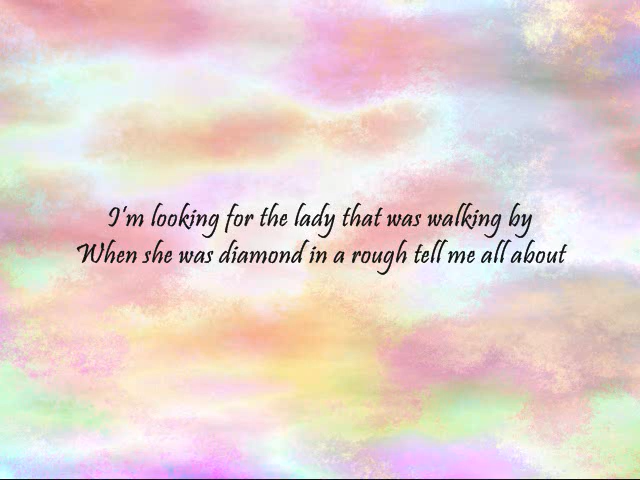 I'm looking for the lady that was walking by
When she was diamond in a rough tell me all about